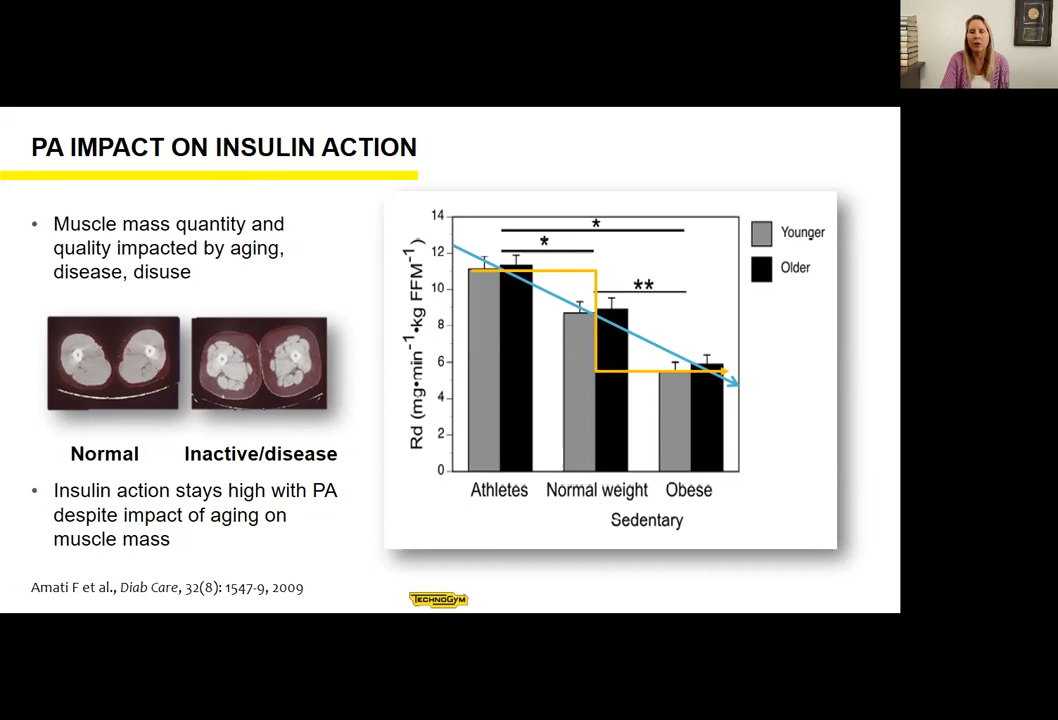 PA IMPACT ON INSULIN ACTION
• Muscle mass quantity and
quality impacted by aging,
disease, disuse
Normal
Inactive/disease
• Insulin action stays high with PA
despite impact of aging on
muscle mass
Amati F et al., Diab Care, 32(8): 1547-9, 2009
Rd (mg•min⁻¹•kg FFM⁻¹)
14
12
10
8
6
4
2
0
*
*
**
Younger
Older
Athletes
Normal weight
Obese
Sedentary
TECHNOGYM